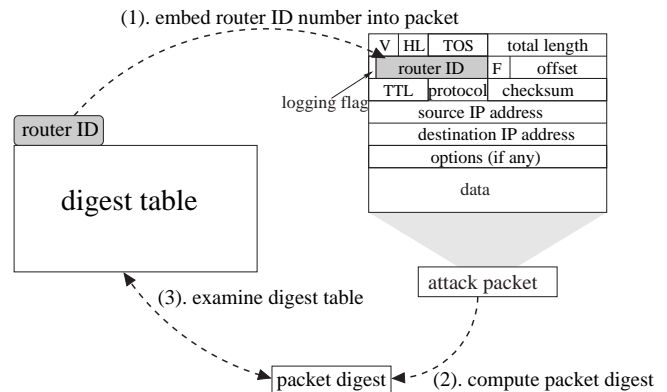 (1). embed router ID number into packet
V HL TOS total length
router ID F offset
logging flag
TTL protocol checksum
source IP address
destination IP address
options (if any)
data
router ID
digest table
attack packet
(3). examine digest table
packet digest
(2). compute packet digest